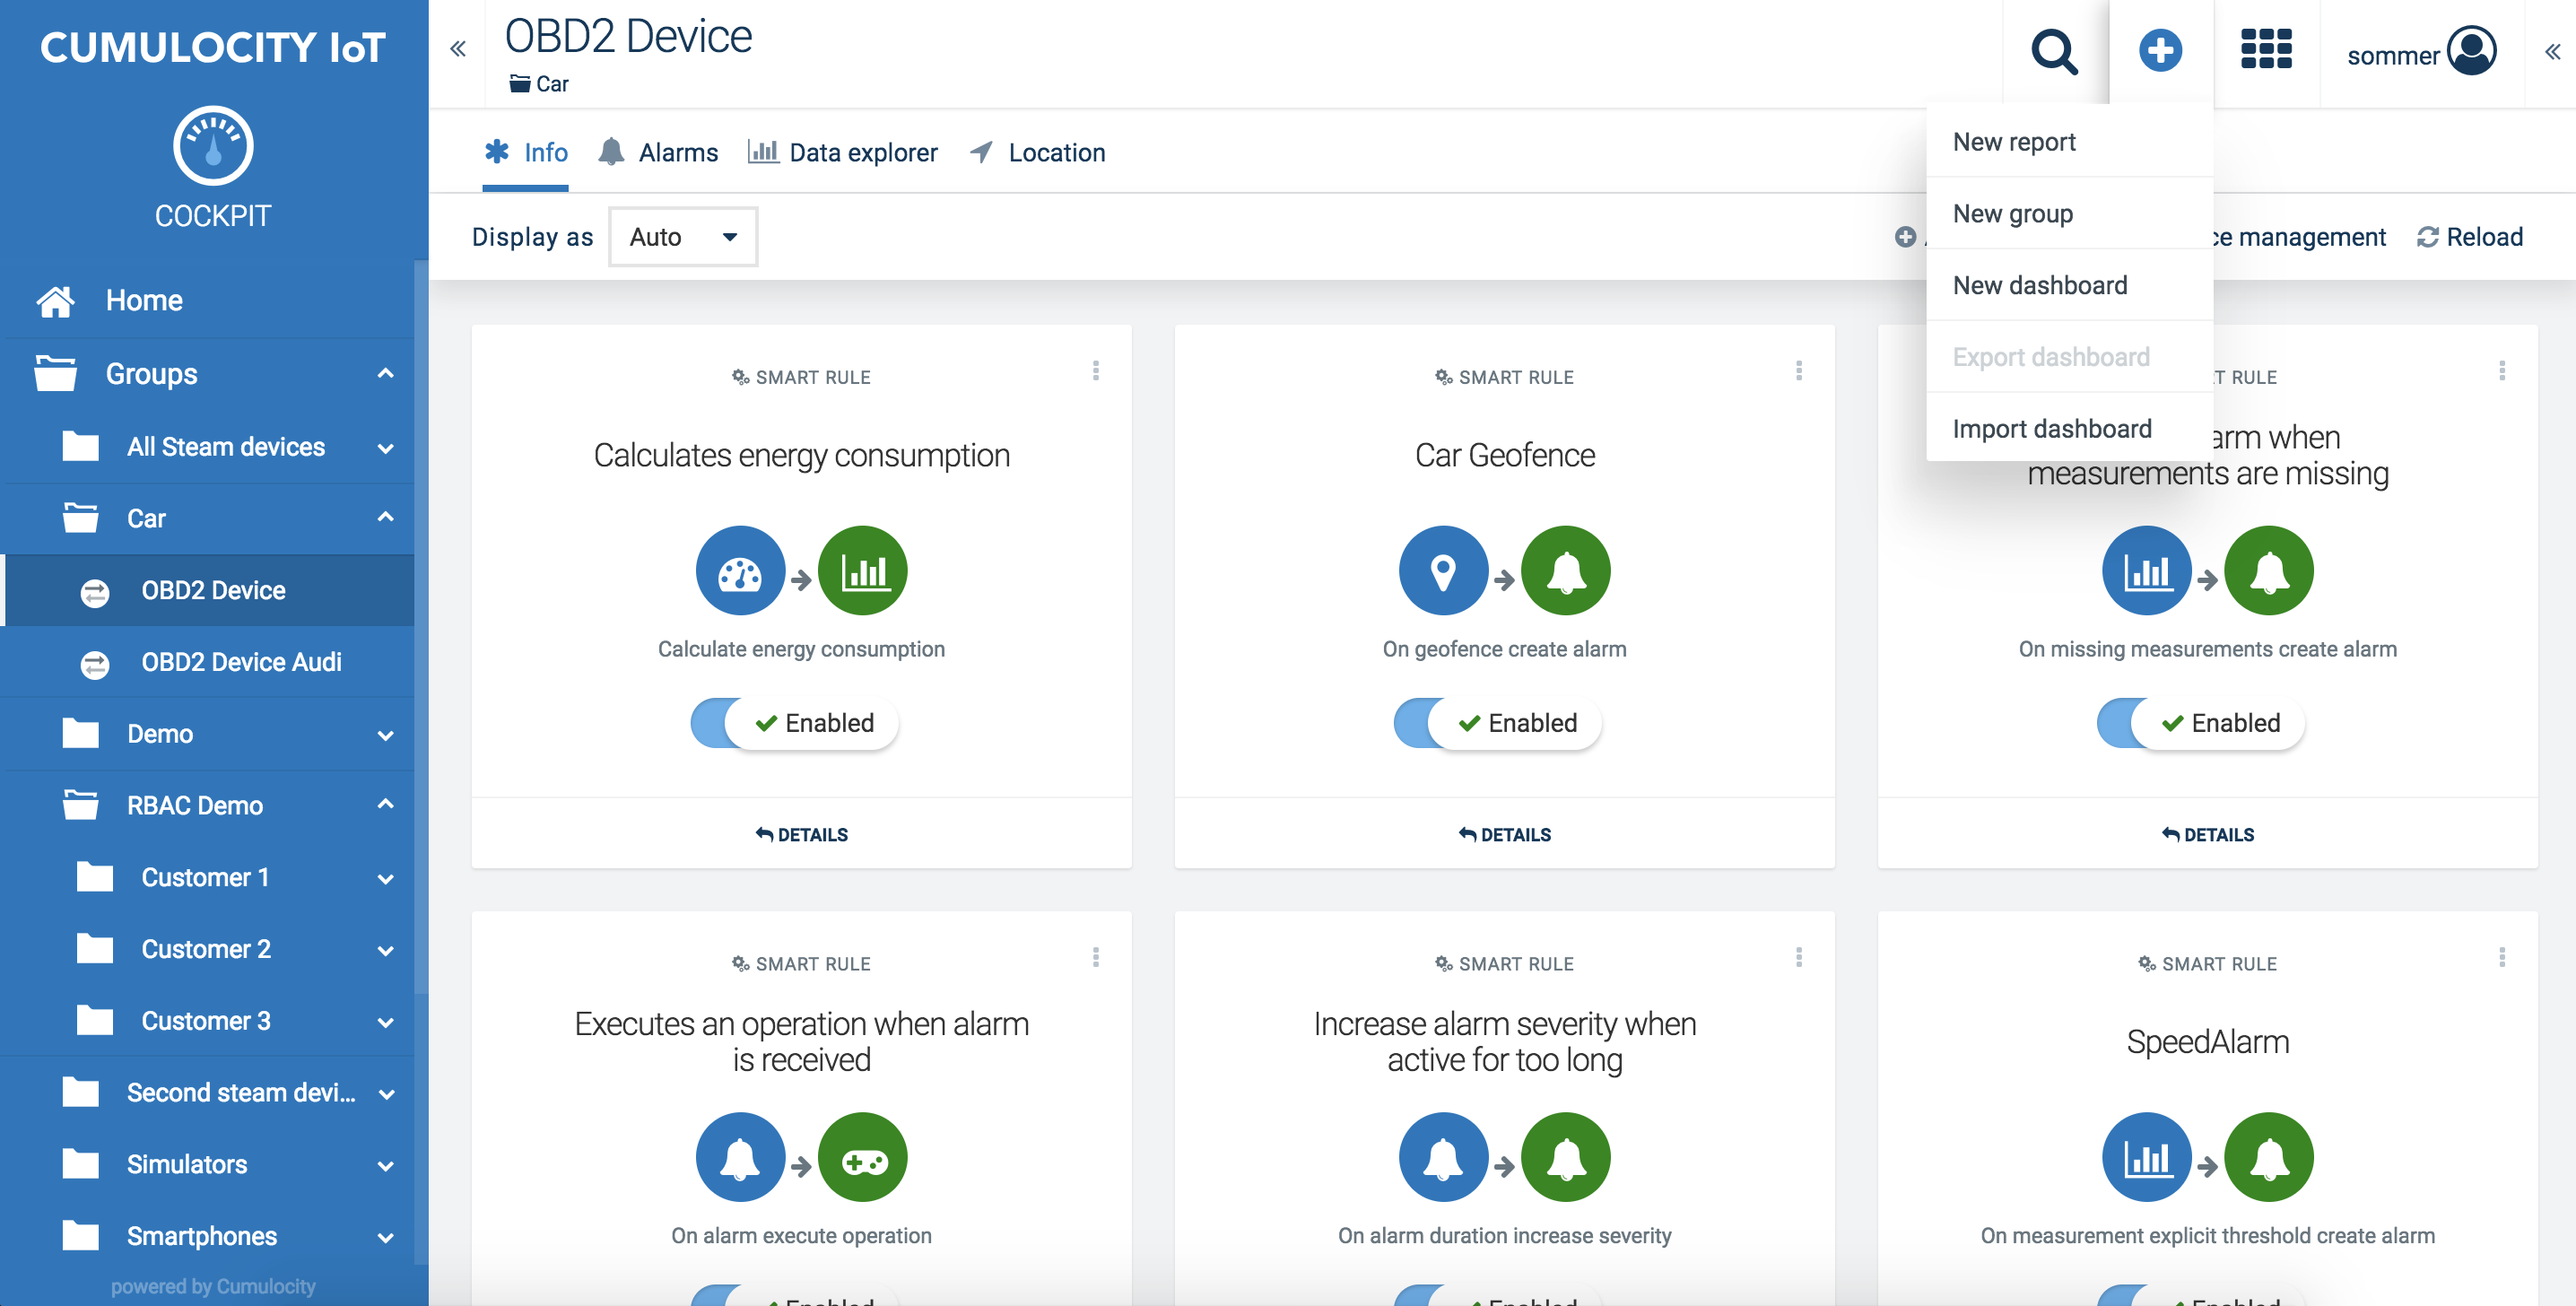 CUMULOCITY IoT
COCKPIT
Home
Groups
All Steam devices
Car
OBD2 Device
OBD2 Device Audi
Demo
RBAC Demo
Customer 1
Customer 2
Customer 3
Second steam devi...
Simulators
Smartphones
powered by Cumulocity
OBD2 Device
Car
sommer
Info
Alarms
Data explorer
Location
Display as
Auto
management
Reload
New report
New group
New dashboard
Export dashboard
Import dashboard
SMART RULE
Calculates energy consumption
Calculate energy consumption
Enabled
DETAILS
SMART RULE
Car Geofence
On geofence create alarm
Enabled
DETAILS
RULE
when
measurements are missing
On missing measurements create alarm
Enabled
DETAILS
SMART RULE
Executes an operation when alarm
is received
On alarm execute operation
Enabled
SMART RULE
Increase alarm severity when
active for too long
On alarm duration increase severity
Enabled
SMART RULE
SpeedAlarm
On measurement explicit threshold create alarm
Enabled